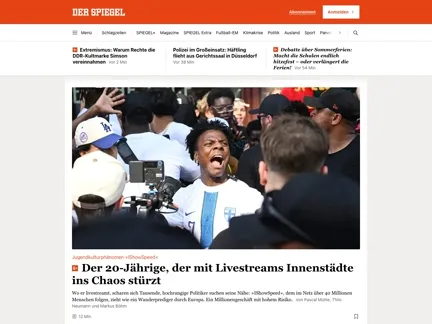 DER SPIEGEL
Abonnement
Anmelden
Menü Schlagzeilen SPIEGEL+ Magazine SPIEGEL Extra Fußball-EM Klimakrise Politik Ausland Sport
Extremismus: Warum Rechte die
DDR-Kultmarke Simson
vereinnahmen Vor 2 Min
Polizei im Großeinsatz: Häftling
flieht aus Gerichtssaal in Düsseldorf
Vor 28 Min
Debatte über Sommerferien:
Macht die Schulen endlich
hitzefest – oder verlängert die
Ferien! Vor 54 Min
Jugendkulturphänomen »IShowSpeed«
Der 20-Jährige, der mit Livestreams Innenstädte
ins Chaos stürzt
Wo er livestreamt, scharen sich Tausende, hochrangige Politiker suchen seine Nähe: »IShowSpeed«, dem im Netz über 40 Millionen
Menschen folgen, zieht wie ein Wanderprediger durch Europa. Ein Millionengeschäft mit hohem Risiko. Von Pascal Mühle, Thilo
Neumann und Markus Böhm
12 Min